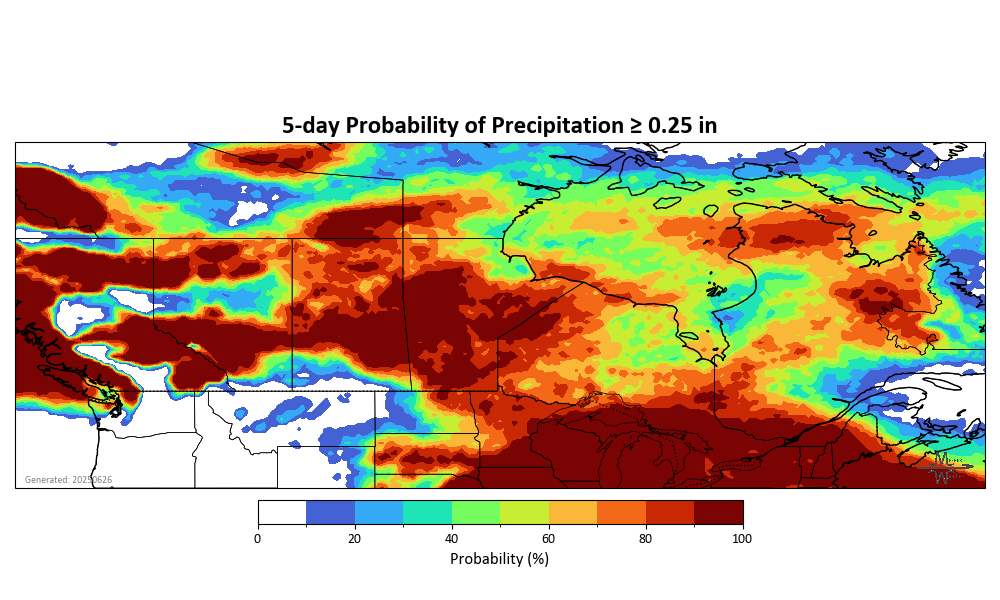 5-day Probability of Precipitation ≥ 0.25 in
Generated: 20250626
0 20 40 60 80 100
Probability (%)